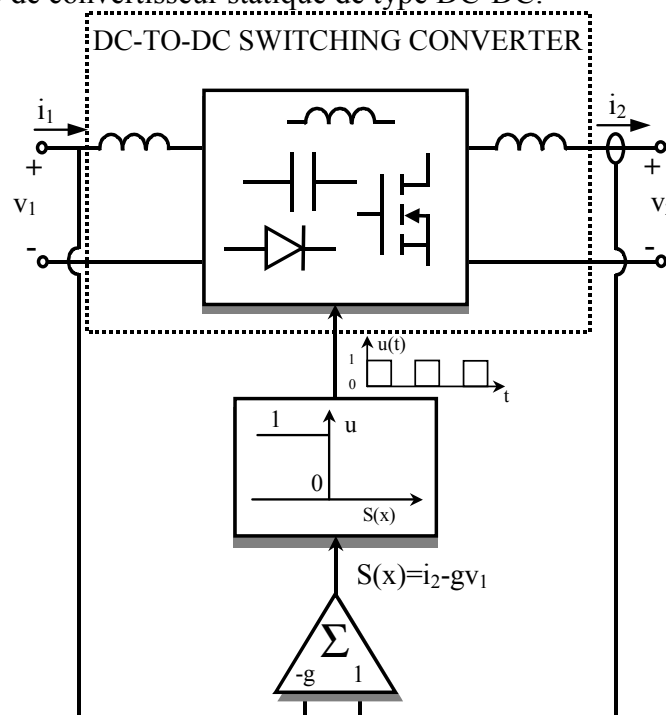 de convertisseur statique de type DC-DC.
DC-TO-DC SWITCHING CONVERTER
i1
i2
+
+
v1
v
-
-
u(t)
1
0
t
1
u
0
S(x)
S(x)=i2-gv1
Σ
-g 1